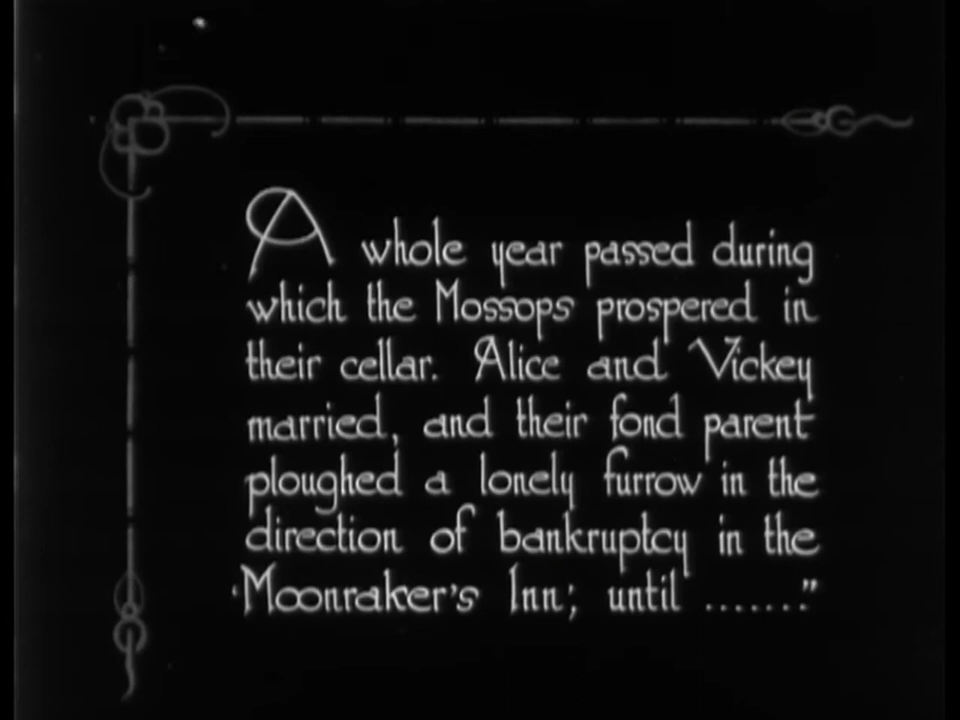 A whole year passed during
which the Mossops prospered in
their cellar. Alice and Vickey
married, and their fond parent
ploughed a lonely furrow in the
direction of bankruptcy in the
'Moonraker's Inn; until ......."